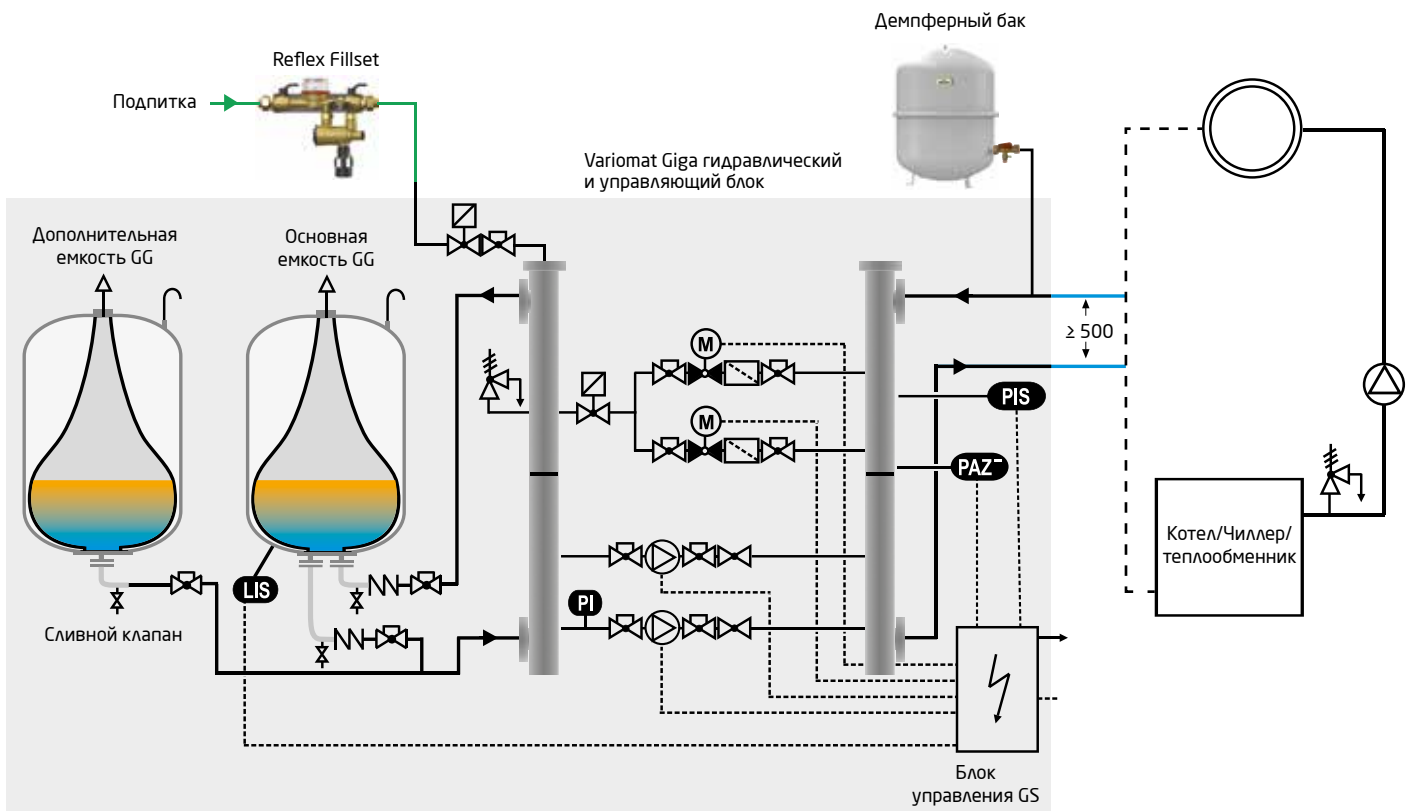 Демпферный бак
Reflex Fillset
Подпитка
Variomat Giga гидравлический
и управляющий блок
Дополнительная
емкость GG
Основная
емкость GG
≥ 500
M
PIS
M
PAZ⁻
Котел/Чиллер/
теплообменник
LIS
PI
Сливной клапан
Блок
управления GS